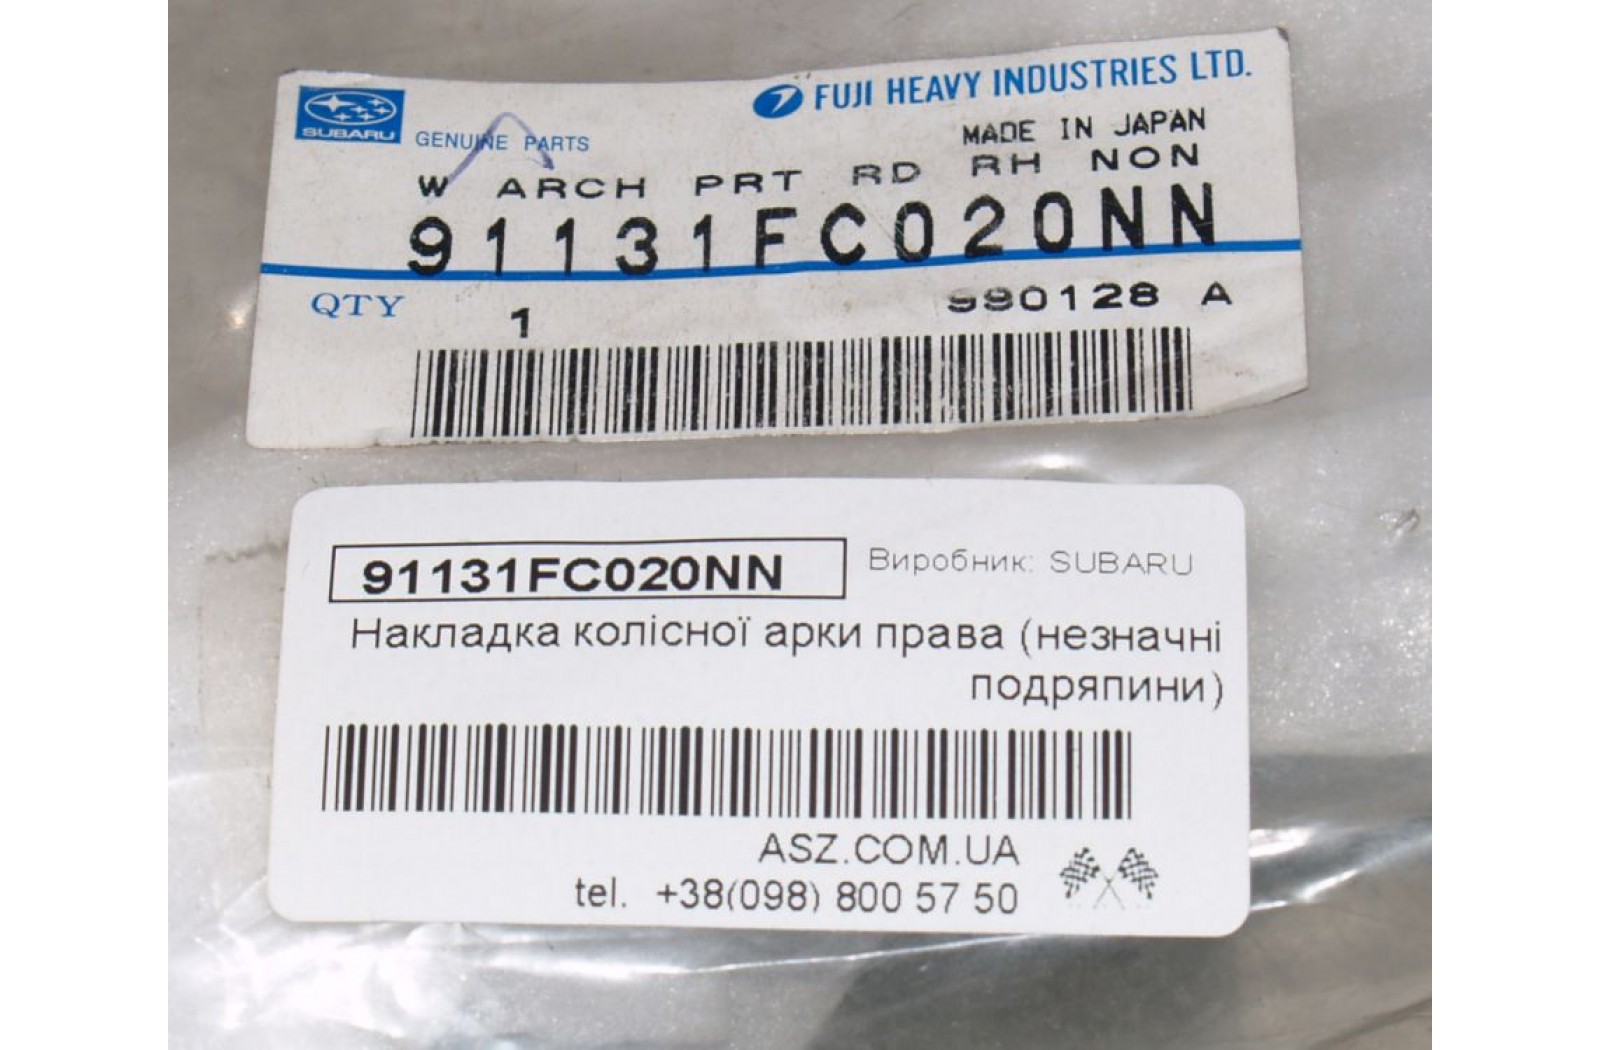 SUBARU
GENUINE PARTS
FUJI HEAVY INDUSTRIES LTD.
MADE IN JAPAN
W ARCH PRT RD RH NON
91131FC020NN
QTY 1
990128 A
91131FC020NN
Виробник: SUBARU
Накладка колісної арки права (незначні
подряпини)
ASZ.COM.UA
tel. +38(098) 800 57 50